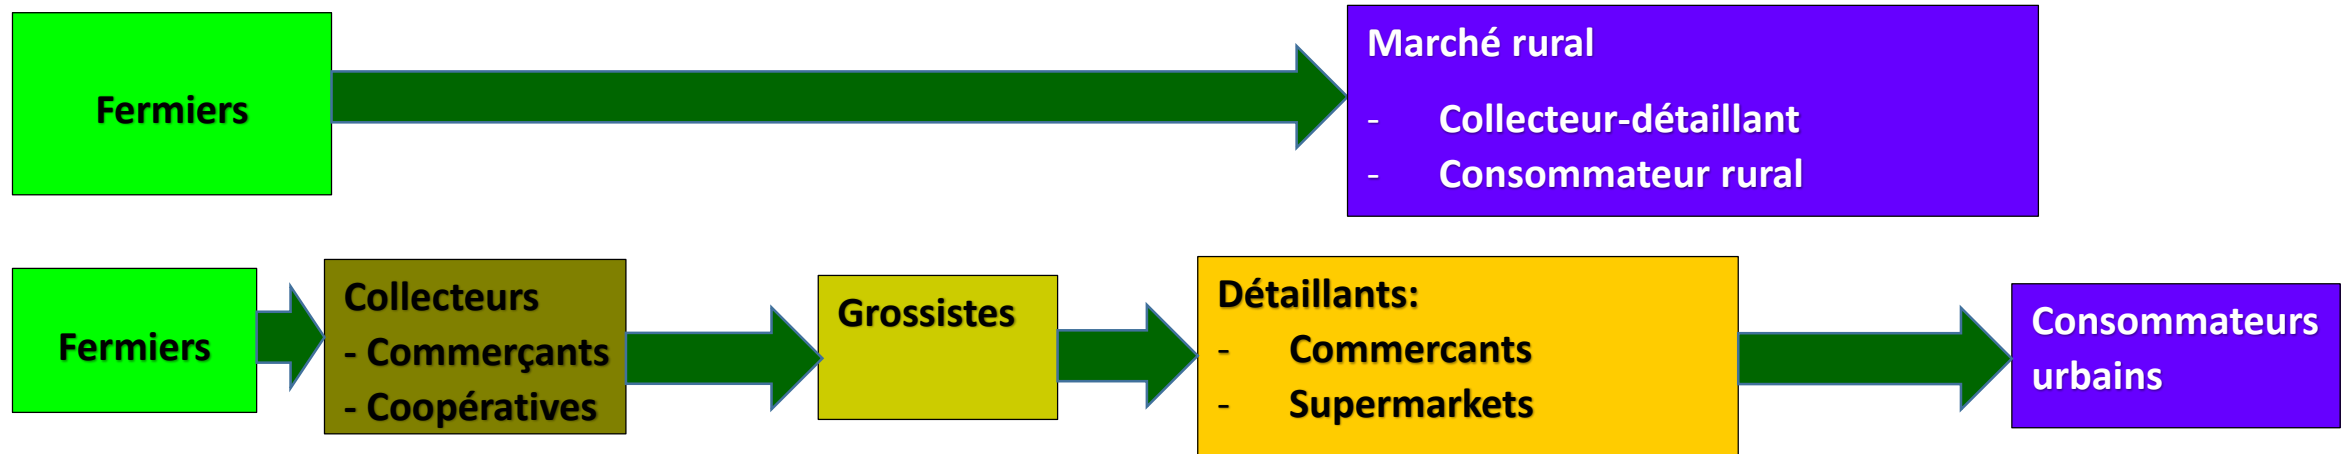 Fermiers
Marché rural
- Collecteur-détaillant
- Consommateur rural
Fermiers
Collecteurs
- Commerçants
- Coopératives
Grossistes
Détaillants:
- Commercants
- Supermarkets
Consommateurs
urbains